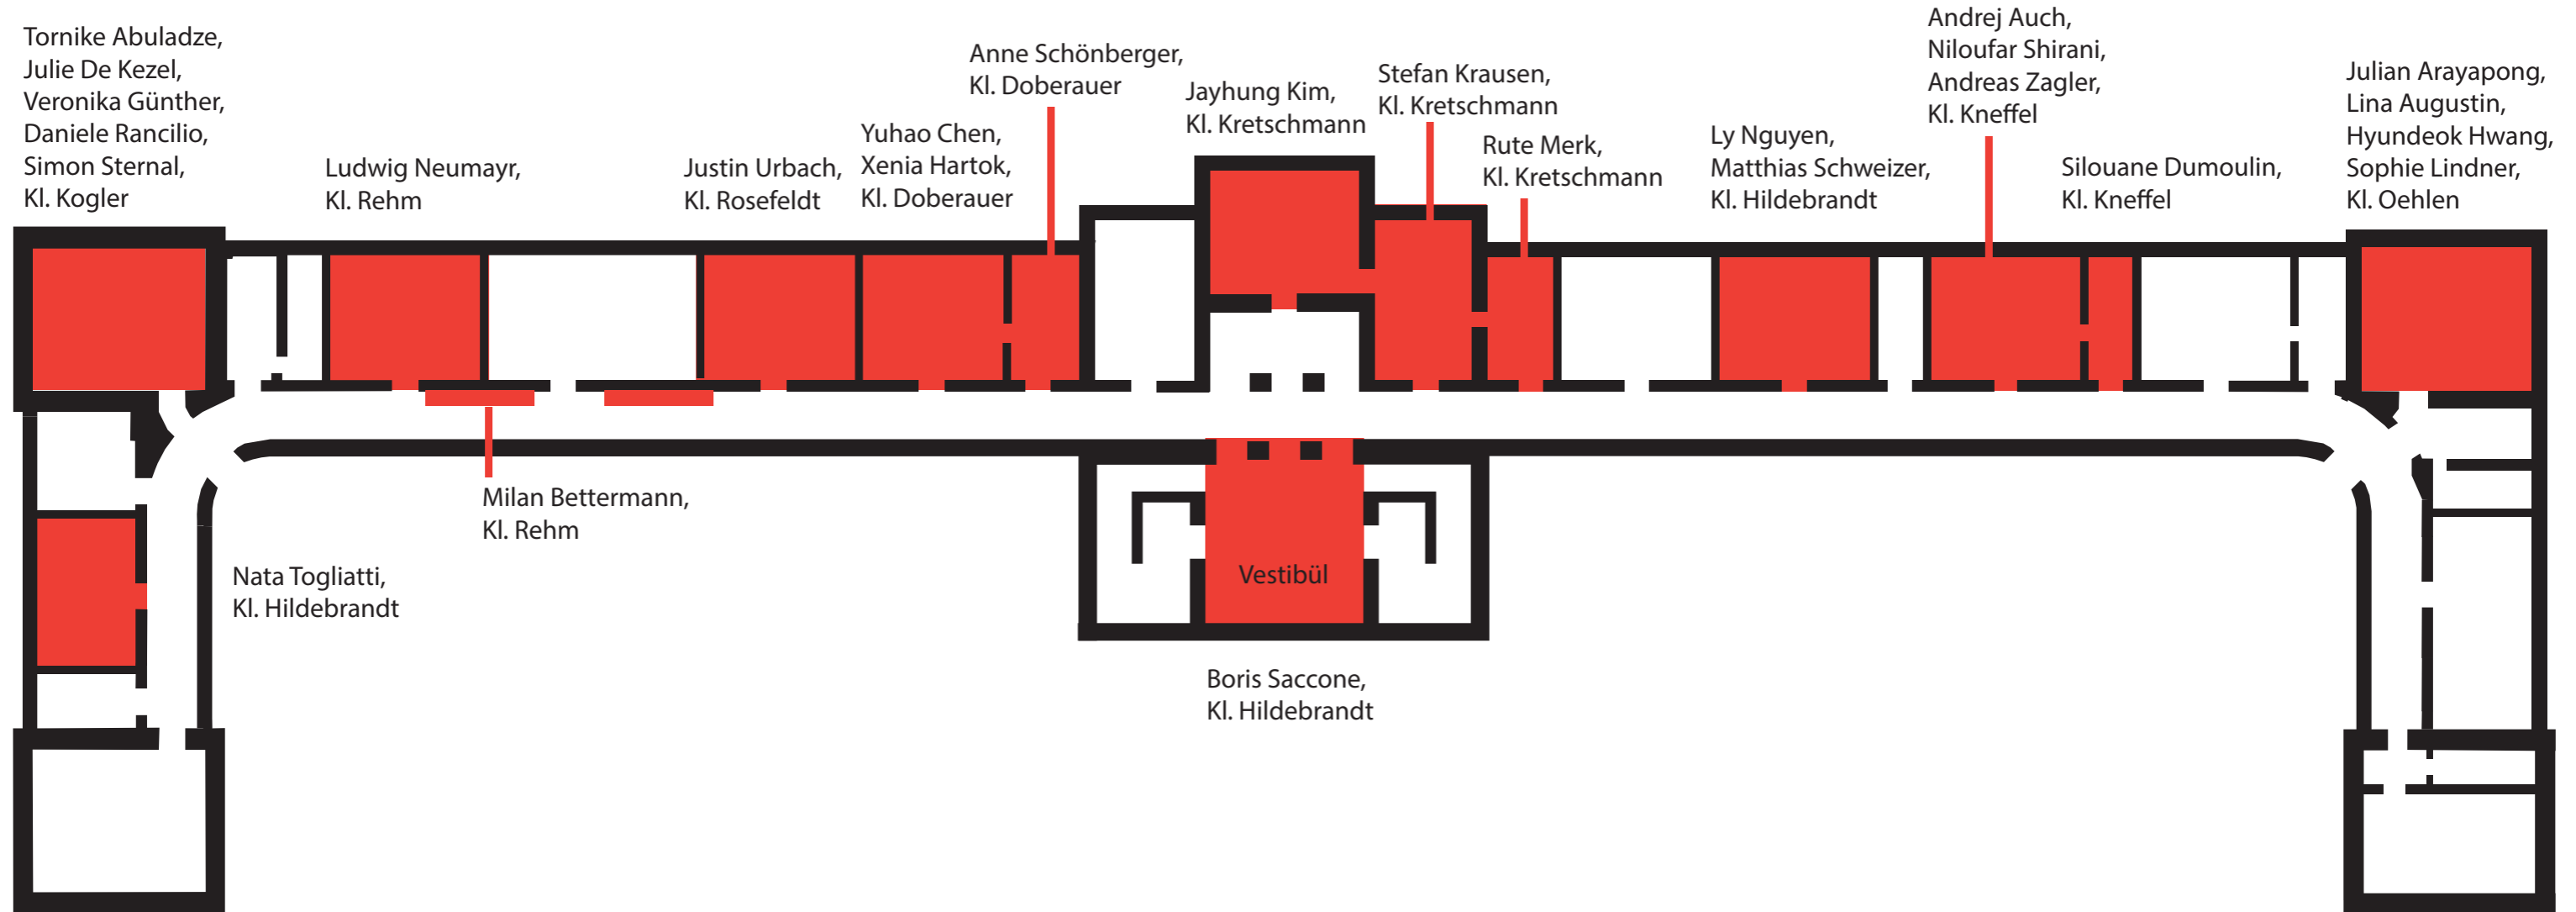 Tornike Abuladze,
Julie De Kezel,
Veronika Günther,
Daniele Rancilio,
Simon Sternal,
Kl. Kogler
Ludwig Neumayr,
Kl. Rehm
Justin Urbach,
Kl. Rosefeldt
Yuhao Chen,
Xenia Hartok,
Kl. Doberauer
Anne Schönberger,
Kl. Doberauer
Jayhung Kim,
Kl. Kretschmann
Stefan Krausen,
Kl. Kretschmann
Rute Merk,
Kl. Kretschmann
Ly Nguyen,
Matthias Schweizer,
Kl. Hildebrandt
Andrej Auch,
Niloufar Shirani,
Andreas Zagler,
Kl. Kneffel
Silouane Dumoulin,
Kl. Kneffel
Julian Arayapong,
Lina Augustin,
Hyundeok Hwang,
Sophie Lindner,
Kl. Oehlen
Milan Bettermann,
Kl. Rehm
Nata Togliatti,
Kl. Hildebrandt
Vestibül
Boris Saccone,
Kl. Hildebrandt